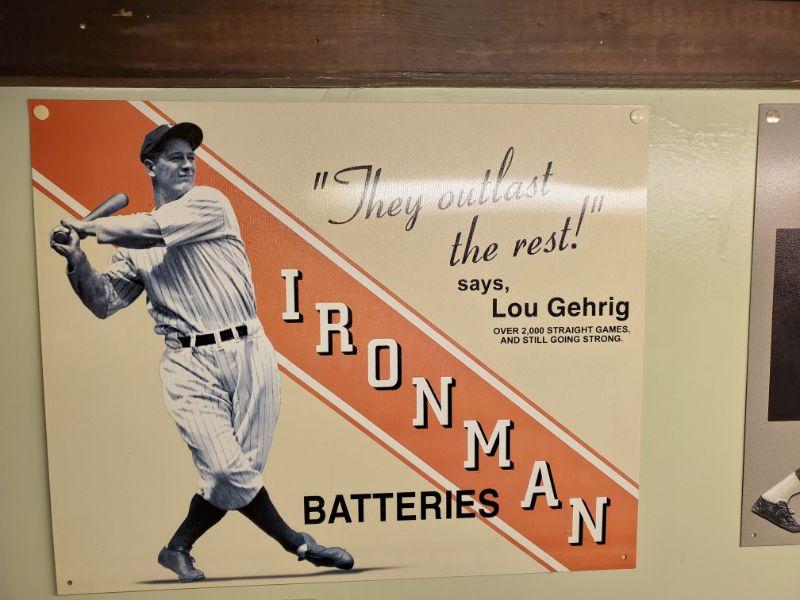 "They outlast
the rest!"
says,
Lou Gehrig
OVER 2,000 STRAIGHT GAMES,
AND STILL GOING STRONG.
IRONMAN
BATTERIES